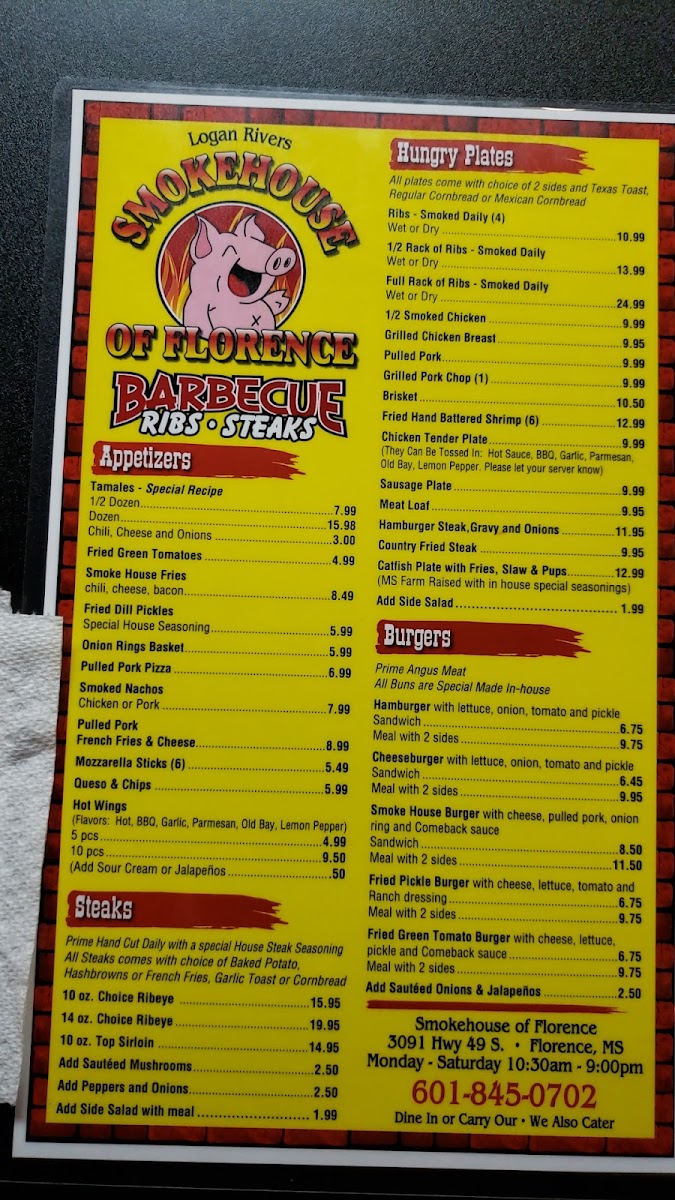 Logan Rivers
SMOKEHOUSE
OF FLORENCE
BARBECUE
RIBS • STEAKS
Appetizers
Tamales - Special Recipe
1/2 Dozen 7.99
Dozen 15.98
Chili, Cheese and Onions 3.00
Fried Green Tomatoes 4.99
Smoke House Fries
chili, cheese, bacon 8.49
Fried Dill Pickles
Special House Seasoning 5.99
Onion Rings Basket 5.99
Pulled Pork Pizza 6.99
Smoked Nachos
Chicken or Pork 7.99
Pulled Pork
French Fries & Cheese 8.99
Mozzarella Sticks (6) 5.49
Queso & Chips 5.99
Hot Wings
(Flavors: Hot, BBQ, Garlic, Parmesan, Old Bay, Lemon Pepper)
5 pcs 4.99
10 pcs 9.50
(Add Sour Cream or Jalapeños .50
Steaks
Prime Hand Cut Daily with a special House Steak Seasoning
All Steaks comes with choice of Baked Potato,
Hashbrowns or French Fries, Garlic Toast or Cornbread
10 oz. Choice Ribeye 15.95
14 oz. Choice Ribeye 19.95
10 oz. Top Sirloin 14.95
Add Sautéed Mushrooms 2.50
Add Peppers and Onions 2.50
Add Side Salad with meal 1.99
Hungry Plates
All plates come with choice of 2 sides and Texas Toast,
Regular Cornbread or Mexican Cornbread
Ribs - Smoked Daily (4)
Wet or Dry 10.99
1/2 Rack of Ribs - Smoked Daily
Wet or Dry 13.99
Full Rack of Ribs - Smoked Daily
Wet or Dry 24.99
1/2 Smoked Chicken 9.99
Grilled Chicken Breast 9.95
Pulled Pork 9.99
Grilled Pork Chop (1) 9.99
Brisket 10.50
Fried Hand Battered Shrimp (6) 12.99
Chicken Tender Plate 9.99
(They Can Be Tossed In: Hot Sauce, BBQ, Garlic, Parmesan,
Old Bay, Lemon Pepper. Please let your server know)
Sausage Plate 9.99
Meat Loaf 9.95
Hamburger Steak,Gravy and Onions 11.95
Country Fried Steak 9.95
Catfish Plate with Fries, Slaw & Pups 12.99
(MS Farm Raised with in house special seasonings)
Add Side Salad 1.99
Burgers
Prime Angus Meat
All Buns are Special Made In-house
Hamburger with lettuce, onion, tomato and pickle
Sandwich 6.75
Meal with 2 sides 9.75
Cheeseburger with lettuce, onion, tomato and pickle
Sandwich 6.45
Meal with 2 sides 9.95
Smoke House Burger with cheese, pulled pork, onion
ring and Comeback sauce
Sandwich 8.50
Meal with 2 sides 11.50
Fried Pickle Burger with cheese, lettuce, tomato and
Ranch dressing 6.75
Meal with 2 sides 9.75
Fried Green Tomato Burger with cheese, lettuce,
pickle and Comeback sauce 6.75
Meal with 2 sides 9.75
Add Sautéed Onions & Jalapeños 2.50
Smokehouse of Florence
3091 Hwy 49 S. • Florence, MS
Monday - Saturday 10:30am - 9:00pm
601-845-0702
Dine In or Carry Our • We Also Cater